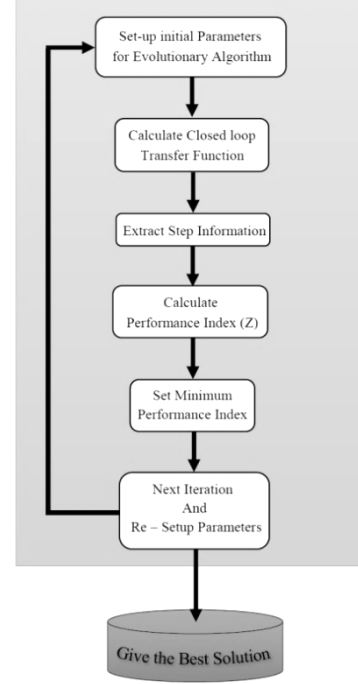 Set-up initial Parameters
for Evolutionary Algorithm
Calculate Closed loop
Transfer Function
Extract Step Information
Calculate
Performance Index (Z)
Set Minimum
Performance Index
Next Iteration
And
Re – Setup Parameters
Give the Best Solution